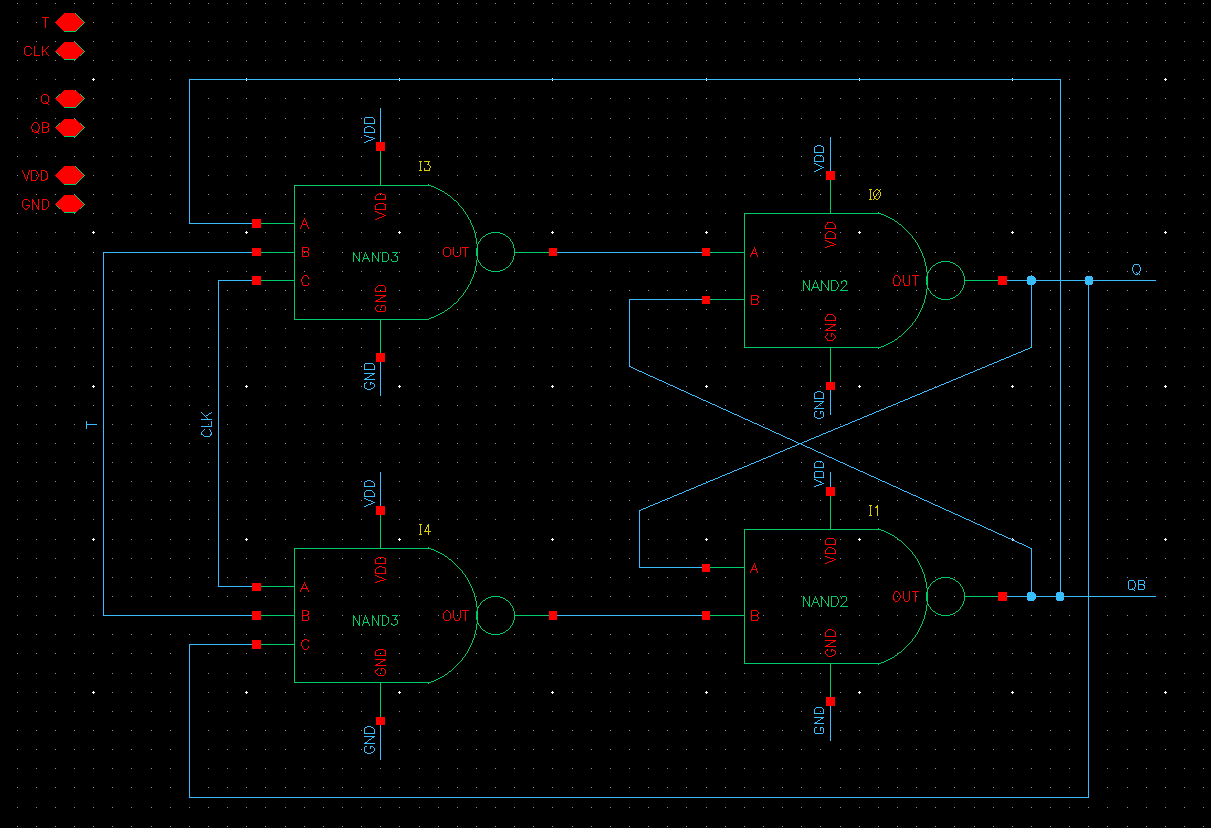 T
CLK
Q
QB
VDD
GND
VDD
I3
A
B
C
VDD
NAND3
GND
OUT
GND
VDD
IØ
A
B
VDD
NAND2
GND
OUT
GND
Q
T
CLK
VDD
I4
A
B
C
VDD
NAND3
GND
OUT
GND
VDD
I1
A
B
VDD
NAND2
GND
OUT
GND
QB